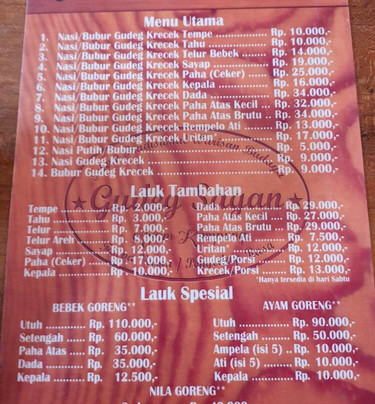 Menu Utama
1. Nasi/Bubur Gudeg Krecek Tempe ............ Rp. 10.000,-
2. Nasi/Bubur Gudeg Krecek Tahu ............ Rp. 10.000,-
3. Nasi/Bubur Gudeg Krecek Telur Bebek ....... Rp. 14.000,-
4. Nasi/Bubur Gudeg Krecek Sayap ............ Rp. 19.000,-
5. Nasi/Bubur Gudeg Krecek Paha (Ceker) ...... Rp. 25.000,-
6. Nasi/Bubur Gudeg Krecek Kepala ............ Rp. 16.000,-
7. Nasi/Bubur Gudeg Krecek Dada ............ Rp. 34.000,-
8. Nasi/Bubur Gudeg Krecek Paha Atas Kecil ... Rp. 32.000,-
9. Nasi/Bubur Gudeg Krecek Paha Atas Brutu ... Rp. 34.000,-
10. Nasi/Bubur Gudeg Krecek Rempelo Ati ....... Rp. 13.000,-
11. Nasi/Bubur Gudeg Krecek Uritan* ............ Rp. 17.000,-
12. Nasi Putih/Bubur ............ Rp. 5.000,-
13. Nasi Gudeg Krecek ............ Rp. 9.000,-
14. Bubur Gudeg Krecek ............ Rp. 9.000,-
Lauk Tambahan
Tempe ............ Rp. 2.000,-
Tahu ............ Rp. 3.000,-
Telur ............ Rp. 7.000,-
Telur Areh ...... Rp. 8.000,-
Sayap ............ Rp. 12.000,-
Paha (Ceker) .... Rp 17.000,-
Kepala ............ Rp . 10.000,-
Dada ............ Rp. 29.000,-
Paha Atas Kecil .... Rp. 27.000,-
Paha Atas Brutu ... Rp. 29.000,-
Rempelo Ati ...... Rp. 7.500,-
Uritan* ............ Rp. 12.000,-
Gudeg/Porsi ...... Rp. 12.000,-
Krecek/Porsi ...... Rp. 13.000,-
*Hanya tersedia di hari Sabtu
Lauk Spesial
BEBEK GORENG**
Utuh ........ Rp. 110.000,-
Setengah ...... Rp. 60.000,-
Paha Atas .... Rp. 35.000,-
Dada ............ Rp. 35.000,-
Kepala .......... Rp. 12.500,-
AYAM GORENG**
Utuh ............ Rp. 90.000,-
Setengah ........ Rp. 50.000,-
Ampela (isi 5) .. Rp. 10.000,-
Ati (isi 5) ........ Rp. 10.000,-
Kepala ............ Rp. 10.000,-
NILA GORENG**